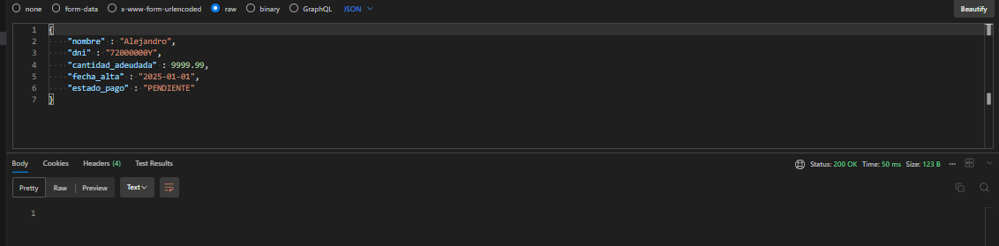 none form-data x-www-form-urlencoded raw binary GraphQL JSON Beautify
1 {
2 "nombre" : "Alejandro",
3 "dni" : "72000000Y",
4 "cantidad_adeudada" : 9999.99,
5 "fecha_alta" : "2025-01-01",
6 "estado_pago" : "PENDIENTE"
7 }
Body Cookies Headers (4) Test Results Status: 200 OK Time: 50 ms Size: 123 B
Pretty Raw Preview Text
1